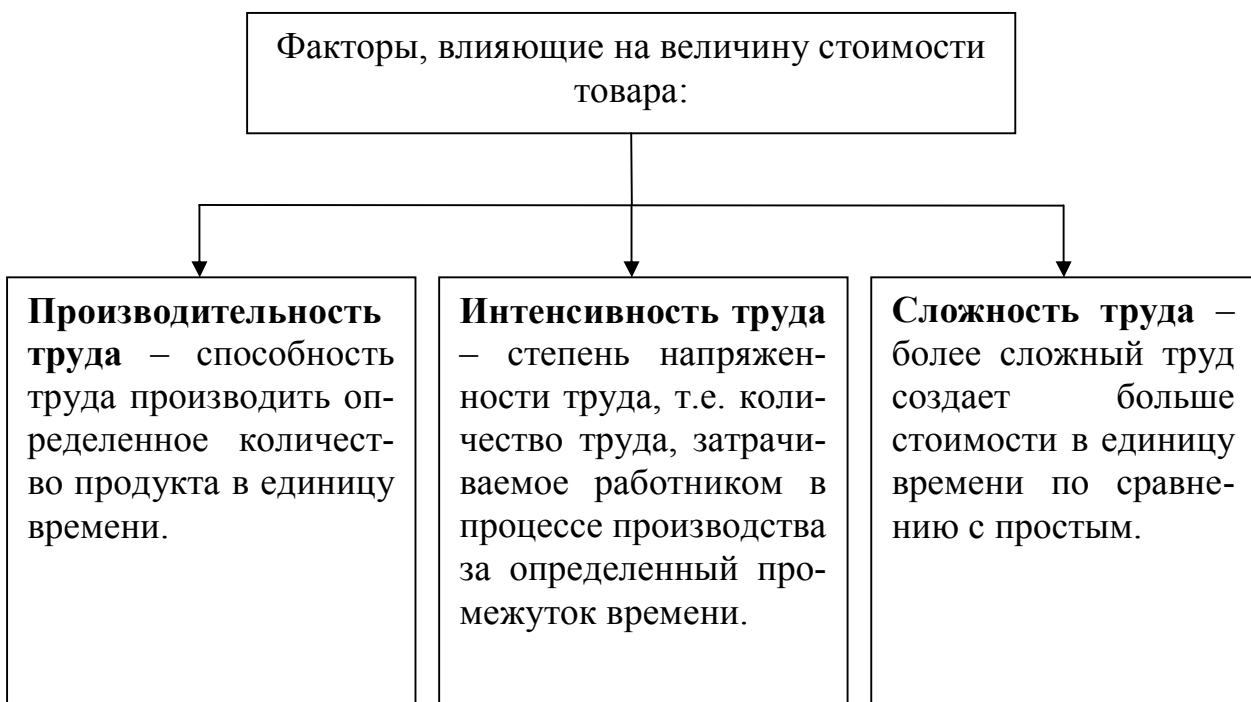 Факторы, влияющие на величину стоимости
товара:
Производительность
труда – способность
труда производить оп-
ределенное количест-
во продукта в единицу
времени.
Интенсивность труда
– степень напряжен-
ности труда, т.е. коли-
чество труда, затрачи-
ваемое работником в
процессе производства
за определенный про-
межуток времени.
Сложность труда –
более сложный труд
создает больше
стоимости в единицу
времени по сравне-
нию с простым.